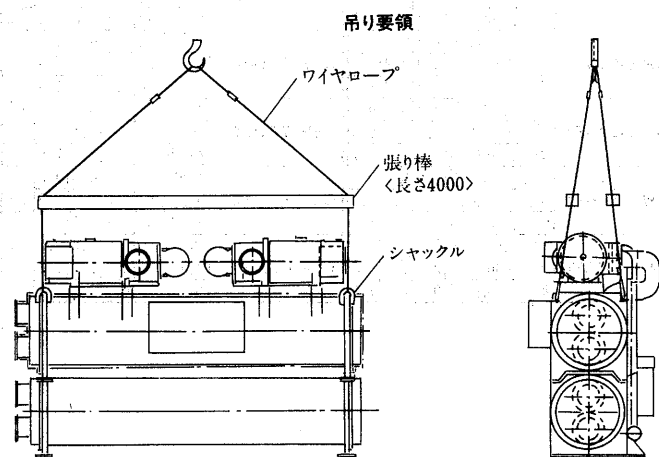 吊り要領
ワイヤロープ
張り棒
<長さ4000>
シャックル